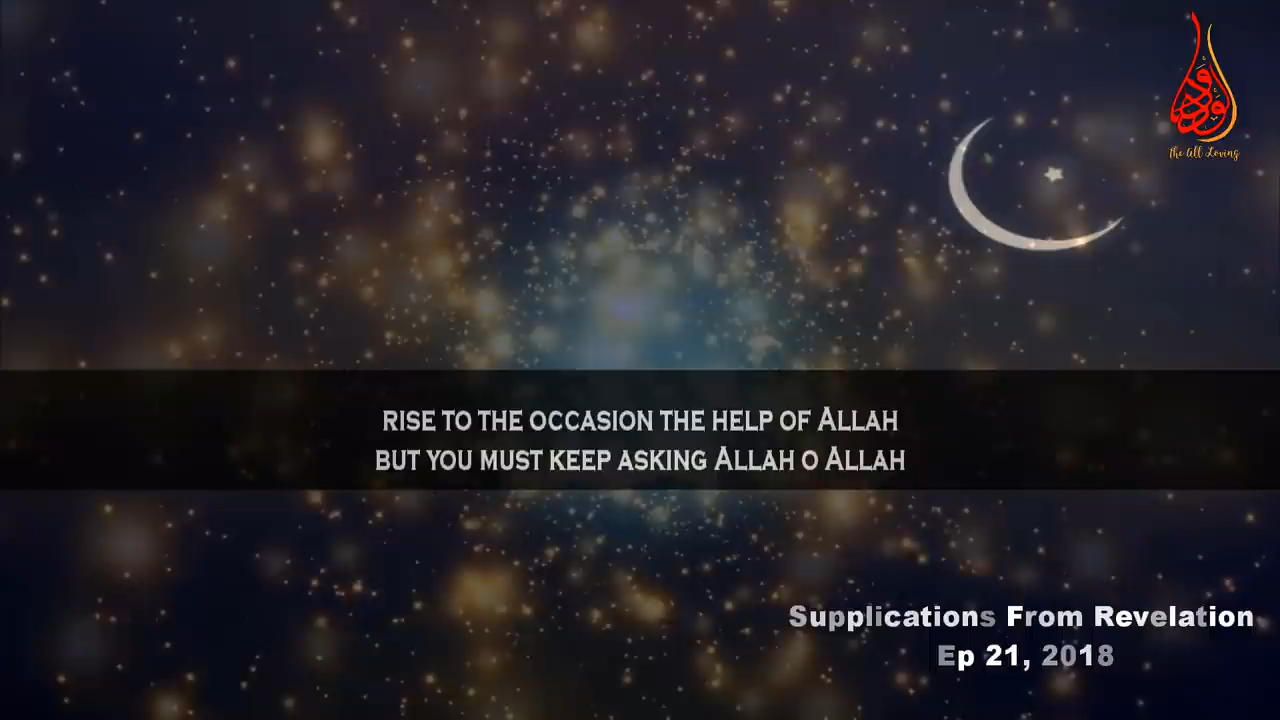 الودود
the All Loving
RISE TO THE OCCASION THE HELP OF ALLAH
BUT YOU MUST KEEP ASKING ALLAH O ALLAH
Supplications From Revelation
Ep 21, 2018